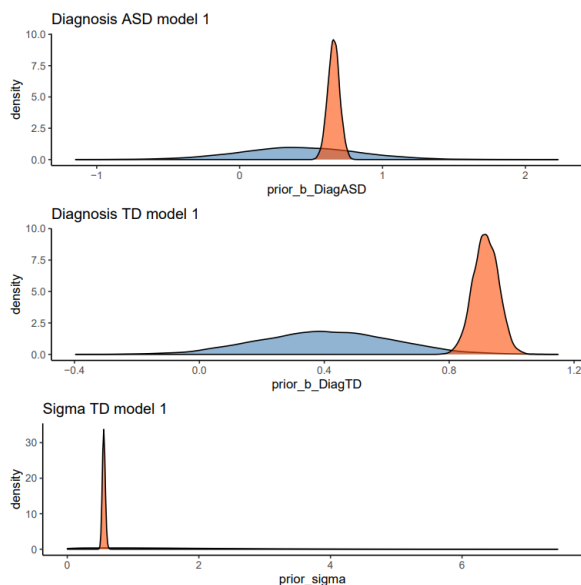 Diagnosis ASD model 1
10.0
7.5
5.0
2.5
0.0
density
−1 0 1 2
prior_b_DiagASD
Diagnosis TD model 1
10.0
7.5
5.0
2.5
0.0
density
−0.4 0.0 0.4 0.8 1.2
prior_b_DiagTD
Sigma TD model 1
30
20
10
0
density
0 2 4 6
prior_sigma